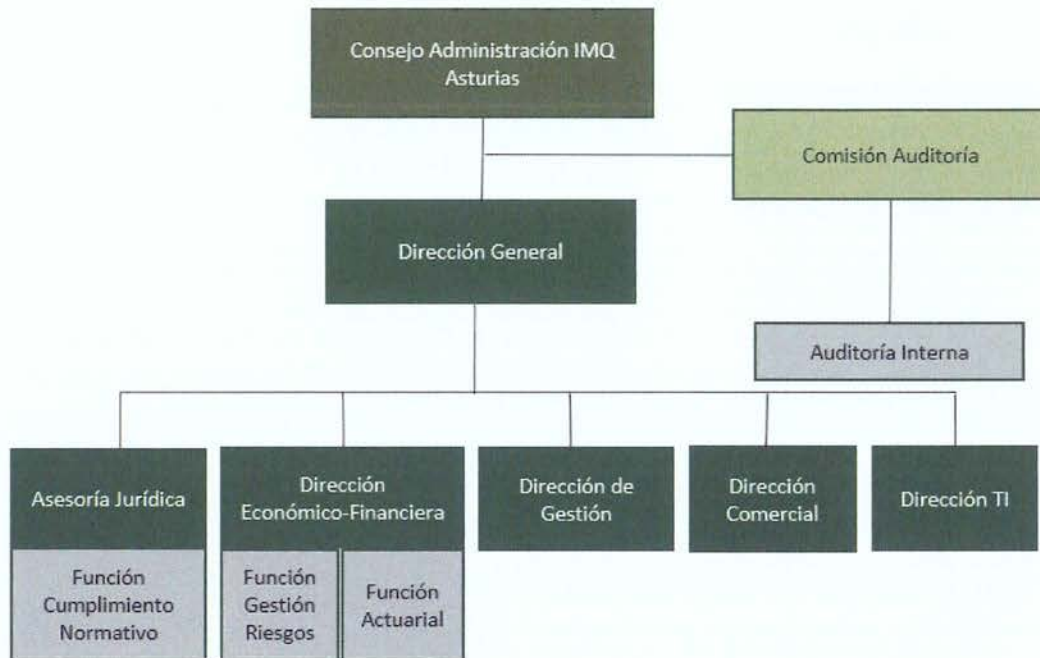 Consejo Administración IMQ
Asturias
Comisión Auditoría
Dirección General
Auditoría Interna
Asesoría Jurídica
Dirección
Económico-Financiera
Dirección de
Gestión
Dirección
Comercial
Dirección TI
Función
Cumplimiento
Normativo
Función
Gestión
Riesgos
Función
Actuarial